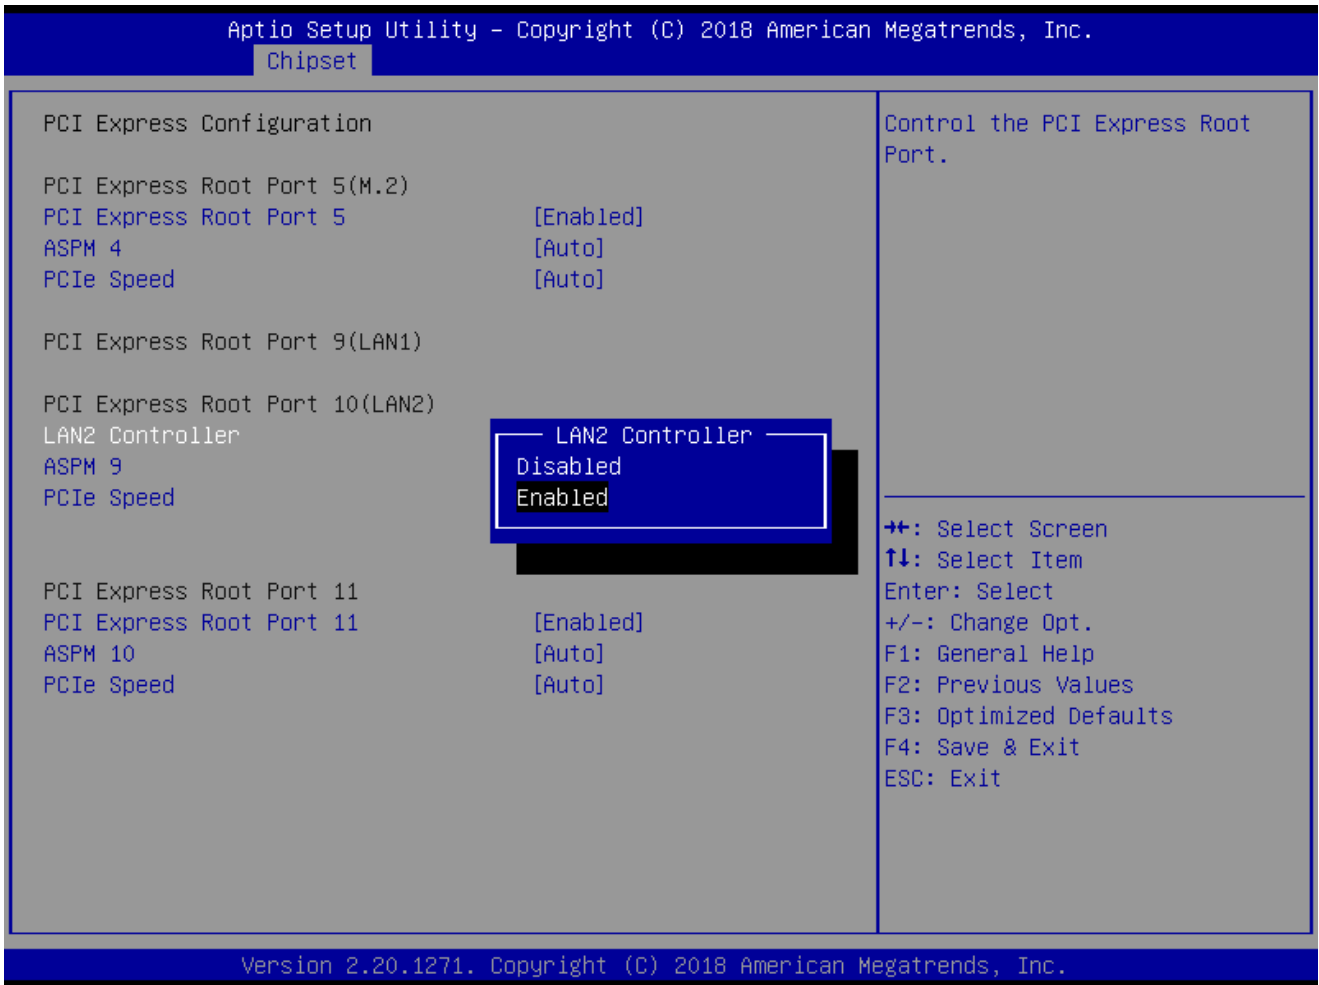 Aptio Setup Utility – Copyright (C) 2018 American Megatrends, Inc.
Chipset
PCI Express Configuration
PCI Express Root Port 5(M.2)
PCI Express Root Port 5 [Enabled]
ASPM 4 [Auto]
PCIe Speed [Auto]
PCI Express Root Port 9(LAN1)
PCI Express Root Port 10(LAN2)
LAN2 Controller
ASPM 9
PCIe Speed
LAN2 Controller
Disabled
Enabled
PCI Express Root Port 11
PCI Express Root Port 11 [Enabled]
ASPM 10 [Auto]
PCIe Speed [Auto]
Control the PCI Express Root
Port.
→←: Select Screen
↑↓: Select Item
Enter: Select
+/-: Change Opt.
F1: General Help
F2: Previous Values
F3: Optimized Defaults
F4: Save & Exit
ESC: Exit
Version 2.20.1271. Copyright (C) 2018 American Megatrends, Inc.